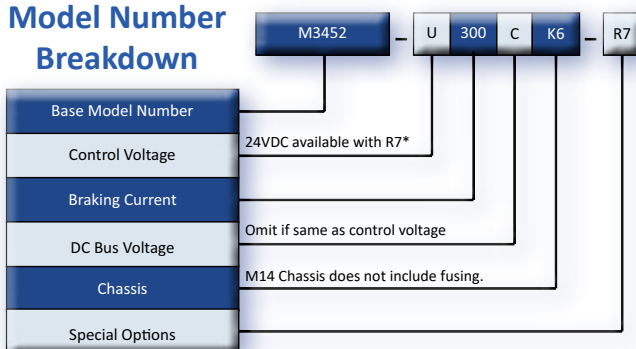 Model Number
Breakdown
M3452 – U 300 C K6 – R7
Base Model Number
Control Voltage
24VDC available with R7*
Braking Current
DC Bus Voltage
Omit if same as control voltage
Chassis
M14 Chassis does not include fusing.
Special Options